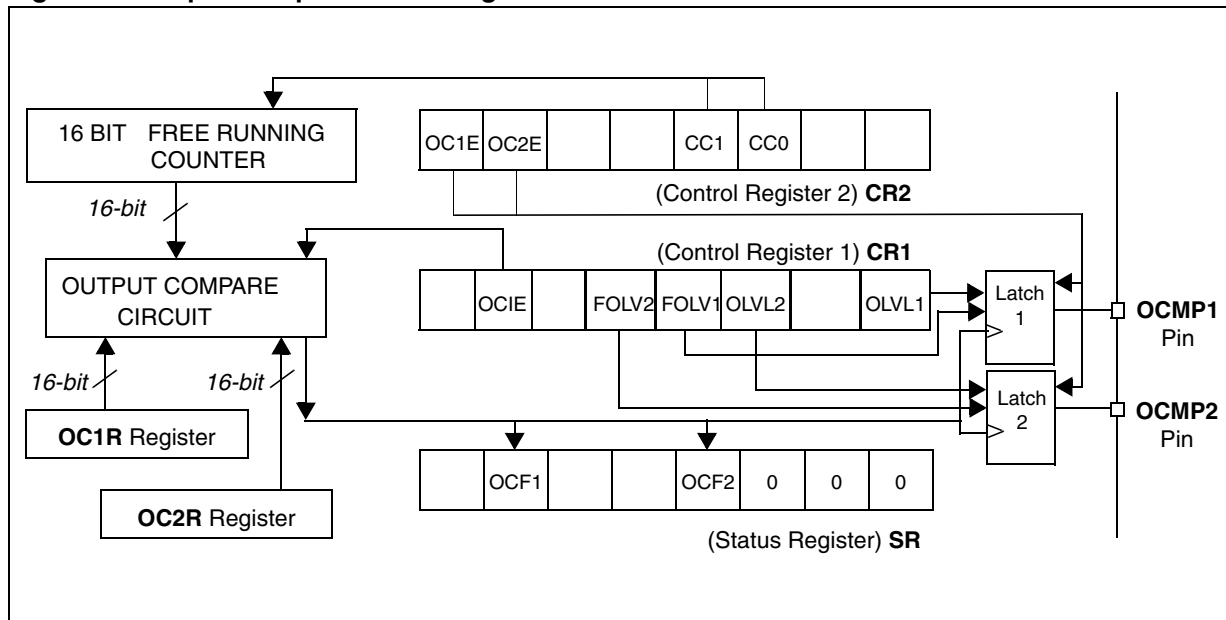 16 BIT FREE RUNNING
COUNTER
OC1E OC2E CC1 CC0
(Control Register 2) CR2
16-bit
(Control Register 1) CR1
OUTPUT COMPARE
CIRCUIT
OCIE FOLV2 FOLV1 OLVL2 OLVL1
Latch
1
OCMP1
Pin
16-bit
16-bit
Latch
2
OCMP2
Pin
OC1R Register
OCF1 OCF2 0 0 0
OC2R Register
(Status Register) SR